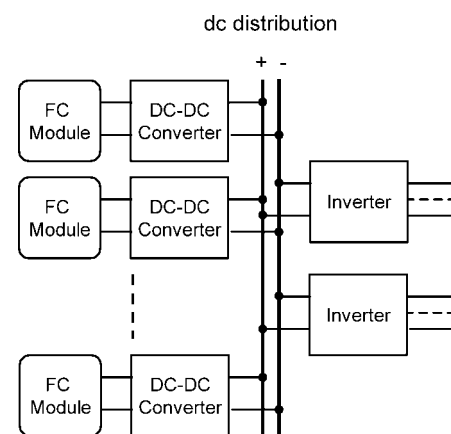 dc distribution
+ -
FC
Module
DC-DC
Converter
FC
Module
DC-DC
Converter
Inverter
Inverter
FC
Module
DC-DC
Converter